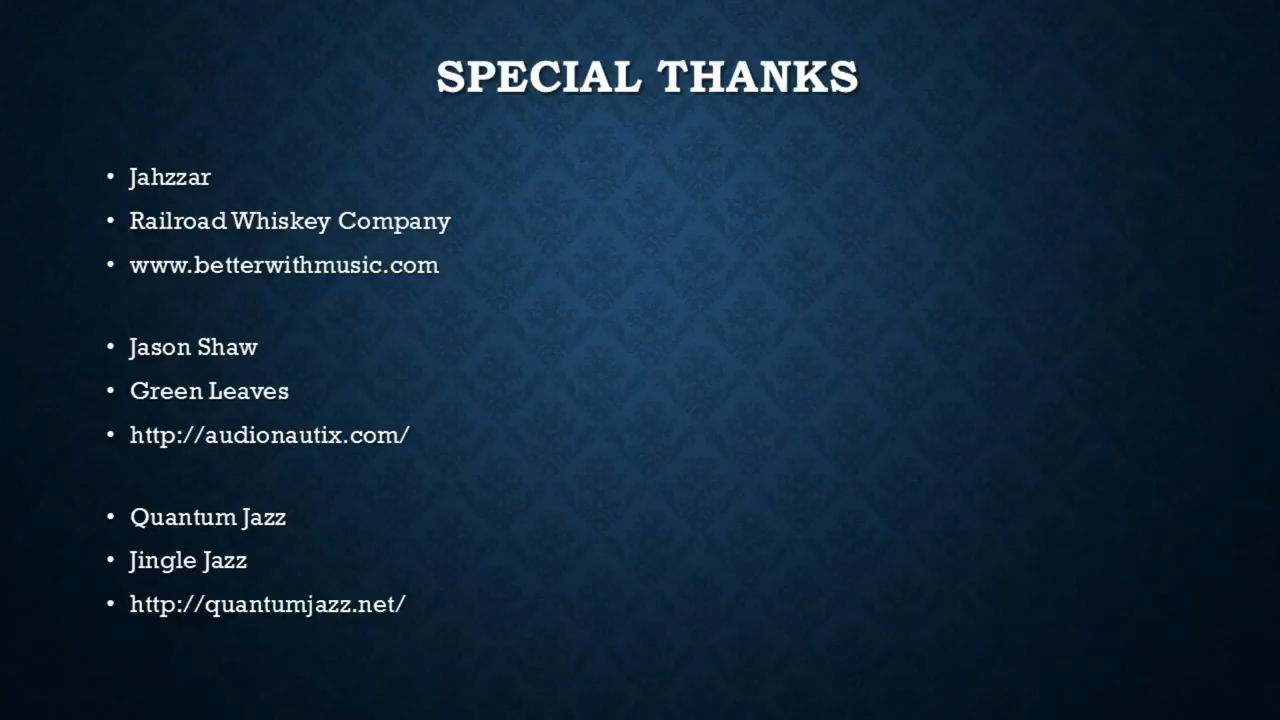 SPECIAL THANKS
• Jahzzar
• Railroad Whiskey Company
• www.betterwithmusic.com
• Jason Shaw
• Green Leaves
• http://audionautix.com/
• Quantum Jazz
• Jingle Jazz
• http://quantumjazz.net/